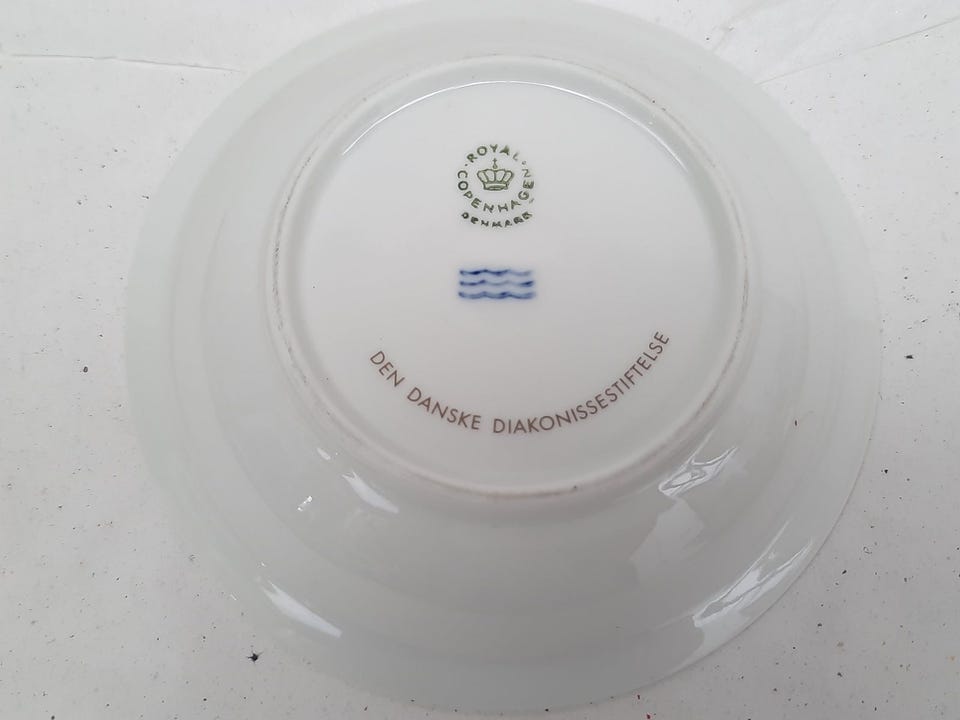 ROYAL
COPENHAGEN
DENMARK
DEN DANSKE DIAKONISSESTIFTELSE